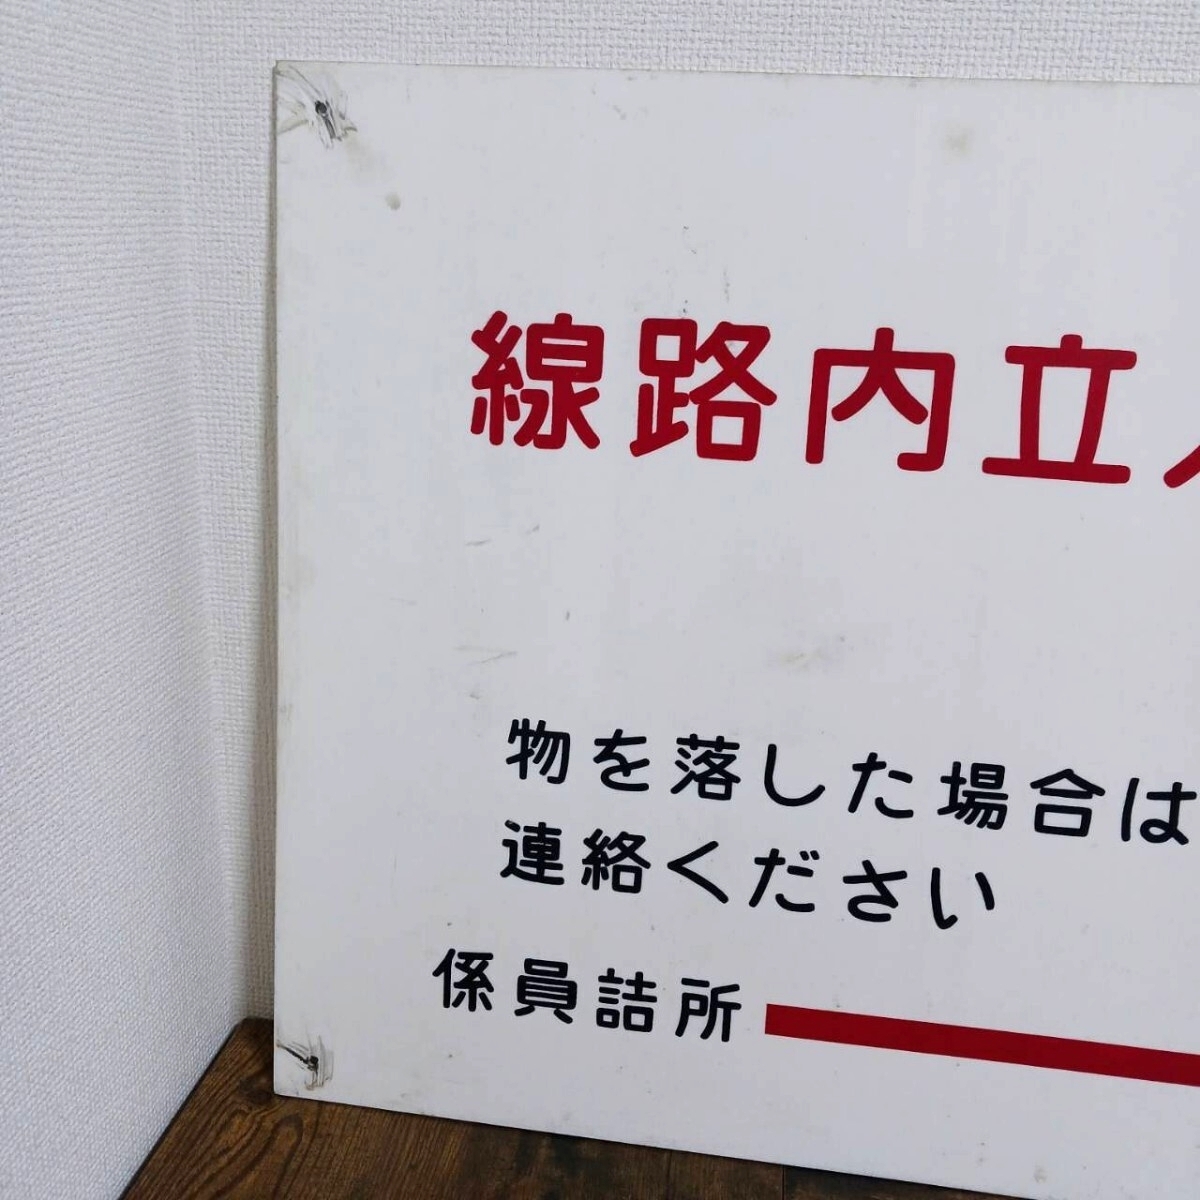 線路内立入
物を落した場合は
連絡ください
係員詰所